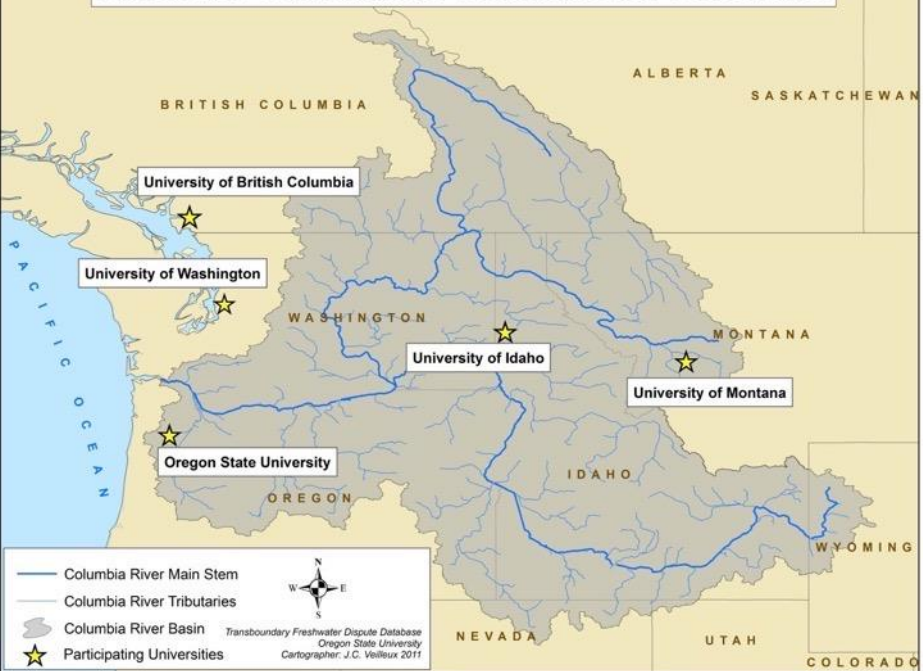 ALBERTA
SASKATCHEWAN
BRITISH COLUMBIA
University of British Columbia
PACIFIC OCEAN
University of Washington
WASHINGTON
MONTANA
University of Idaho
University of Montana
Oregon State University
IDAHO
OREGON
WYOMING
Columbia River Main Stem
Columbia River Tributaries
Columbia River Basin
Participating Universities
N
W E
S
Transboundary Freshwater Dispute Database
Oregon State University
Cartographer: J.C. Veilleux 2011
NEVADA
UTAH
COLORADO